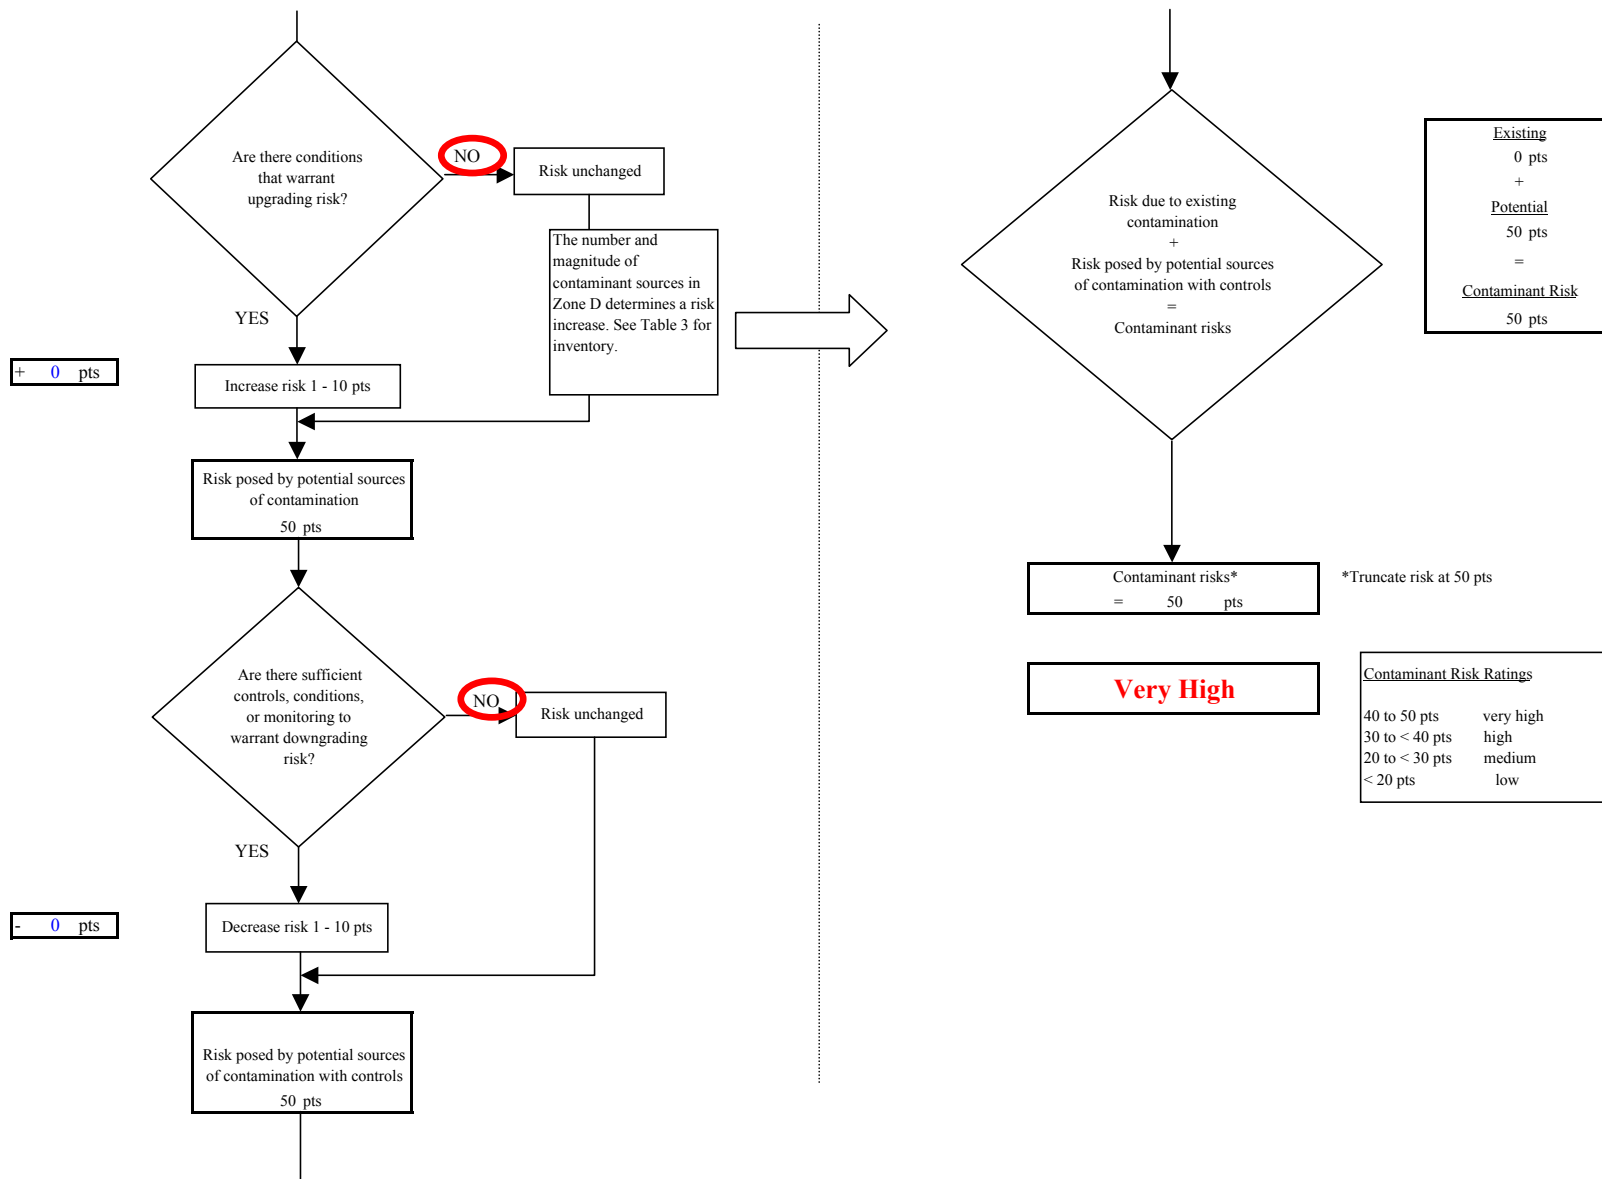 Are there conditions
that warrant
upgrading risk?
NO
Risk unchanged
The number and
magnitude of
contaminant sources in
Zone D determines a risk
increase. See Table 3 for
inventory.
YES
+ 0 pts
Increase risk 1 - 10 pts
Risk posed by potential sources
of contamination
50 pts
Are there sufficient
controls, conditions,
or monitoring to
warrant downgrading
risk?
NO
Risk unchanged
YES
- 0 pts
Decrease risk 1 - 10 pts
Risk posed by potential sources
of contamination with controls
50 pts
Risk due to existing
contamination
+
Risk posed by potential sources
of contamination with controls
=
Contaminant risks
Existing
0 pts
+
Potential
50 pts
=
Contaminant Risk
50 pts
Contaminant risks*
= 50 pts
*Truncate risk at 50 pts
Very High
Contaminant Risk Ratings
40 to 50 pts very high
30 to < 40 pts high
20 to < 30 pts medium
< 20 pts low